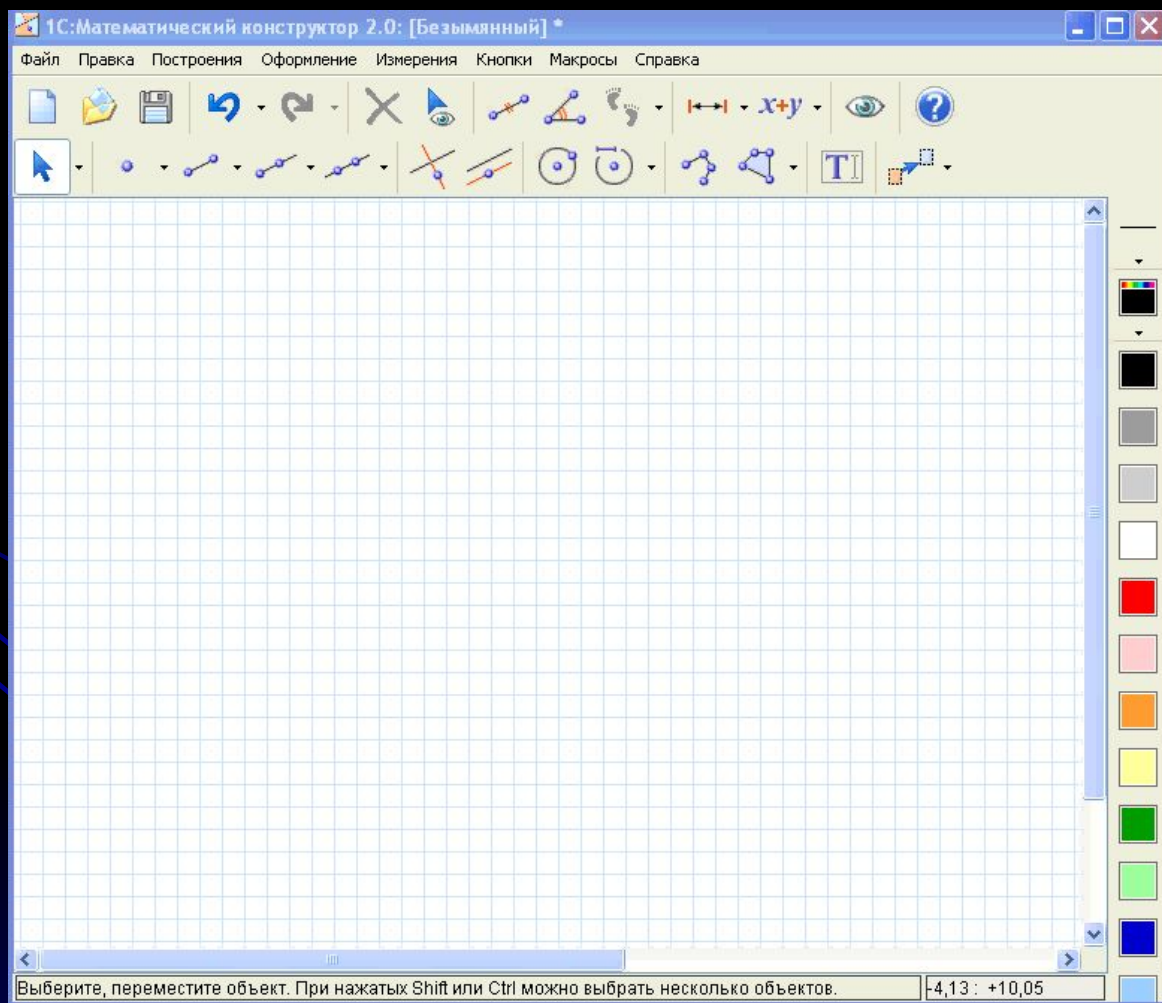 1С:Математический конструктор 2.0: [Безымянный] *
Файл Правка Построения Оформление Измерения Кнопки Макросы Справка
x+y
?
T
Выберите, переместите объект. При нажатых Shift или Ctrl можно выбрать несколько объектов. -4,13 : +10,05